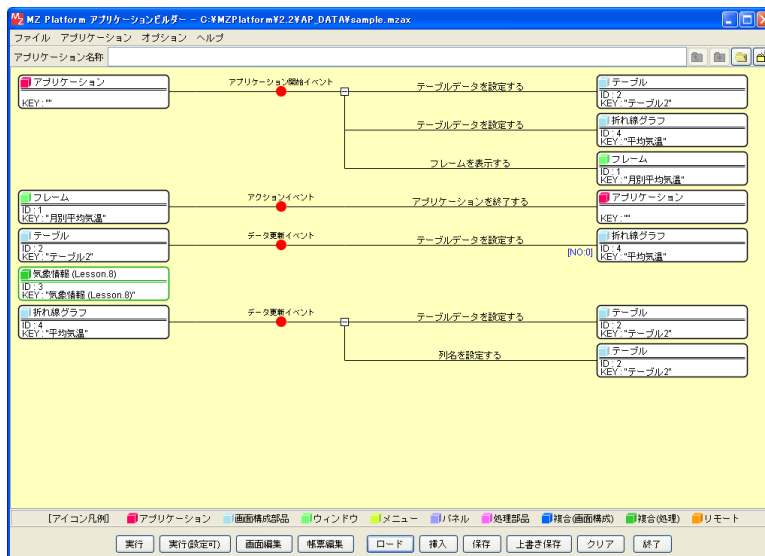 MZ Platform アプリケーションビルダー - C:¥MZPlatform¥2.2¥AP_DATA¥sample.mzax
ファイル アプリケーション オプション ヘルプ
アプリケーション名称
アプリケーション アプリケーション開始イベント テーブルデータを設定する テーブル
KEY:"" ID:2
KEY:"テーブル2"
テーブルデータを設定する 折れ線グラフ
ID:4
KEY:"平均気温"
フレームを表示する フレーム
ID:1
KEY:"月別平均気温"
フレーム アクションイベント アプリケーションを終了する アプリケーション
ID:1
KEY:"月別平均気温" KEY:""
テーブル データ更新イベント テーブルデータを設定する 折れ線グラフ
ID:2 [NO:0] ID:4
KEY:"テーブル2" KEY:"平均気温"
気象情報 (Lesson.8)
ID:3
KEY:"気象情報 (Lesson.8)"
折れ線グラフ データ更新イベント テーブルデータを設定する テーブル
ID:4 ID:2
KEY:"平均気温" KEY:"テーブル2"
列名を設定する テーブル
ID:2
KEY:"テーブル2"
[アイコン凡例] アプリケーション 画面構成部品 ウィンドウ メニュー パネル 処理部品 複合(画面構成) 複合(処理) リモート
実行 実行(設定可) 画面編集 帳票編集 ロード 挿入 保存 上書き保存 クリア 終了